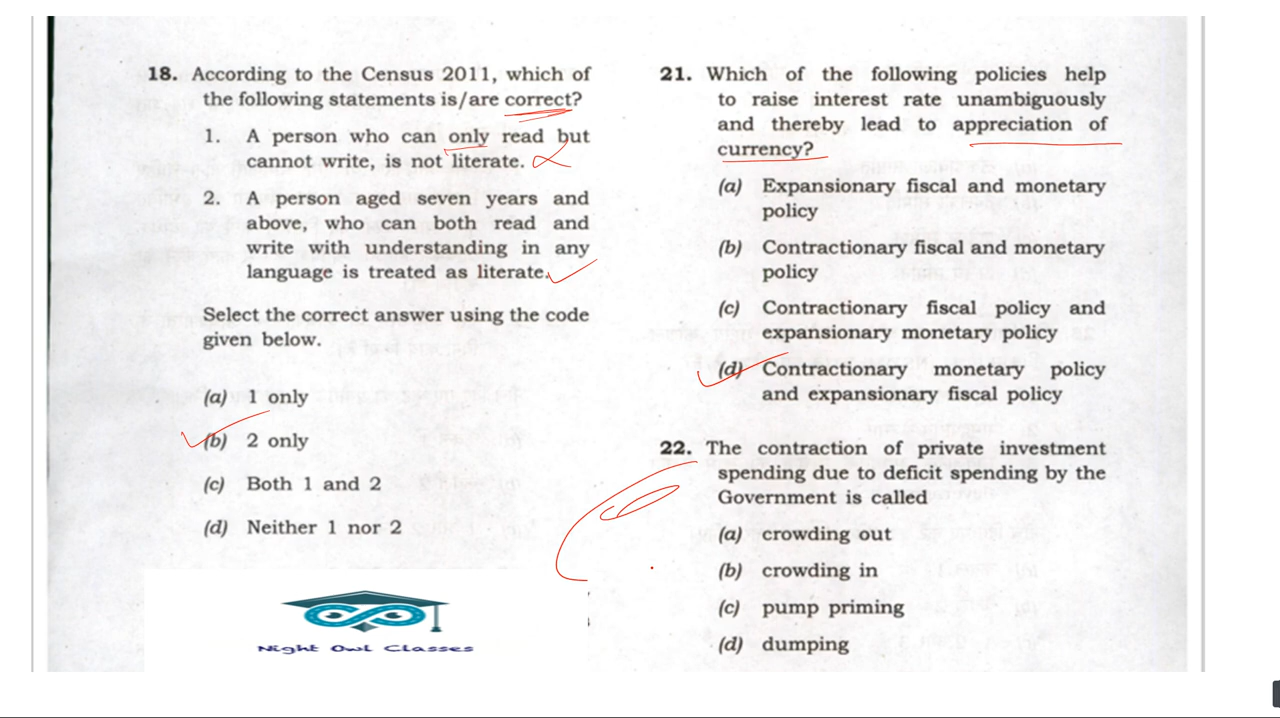 18. According to the Census 2011, which of
the following statements is/are correct?
1. A person who can only read but
cannot write, is not literate.
2. A person aged seven years and
above, who can both read and
write with understanding in any
language is treated as literate.
Select the correct answer using the code
given below.
(a) 1 only
(b) 2 only
(c) Both 1 and 2
(d) Neither 1 nor 2
Night Owl Classes
21. Which of the following policies help
to raise interest rate unambiguously
and thereby lead to appreciation of
currency?
(a) Expansionary fiscal and monetary
policy
(b) Contractionary fiscal and monetary
policy
(c) Contractionary fiscal policy and
expansionary monetary policy
(d) Contractionary monetary policy
and expansionary fiscal policy
22. The contraction of private investment
spending due to deficit spending by the
Government is called
(a) crowding out
(b) crowding in
(c) pump priming
(d) dumping